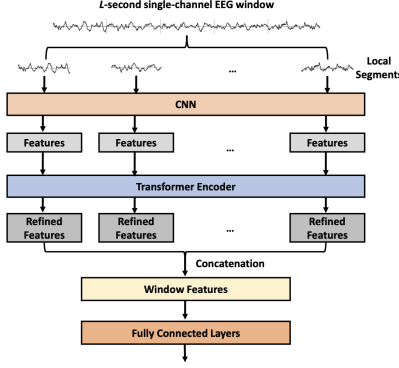 L-second single-channel EEG window
Local
Segments
...
CNN
Features Features ... Features
Transformer Encoder
Refined Features Refined Features ... Refined Features
Concatenation
Window Features
Fully Connected Layers